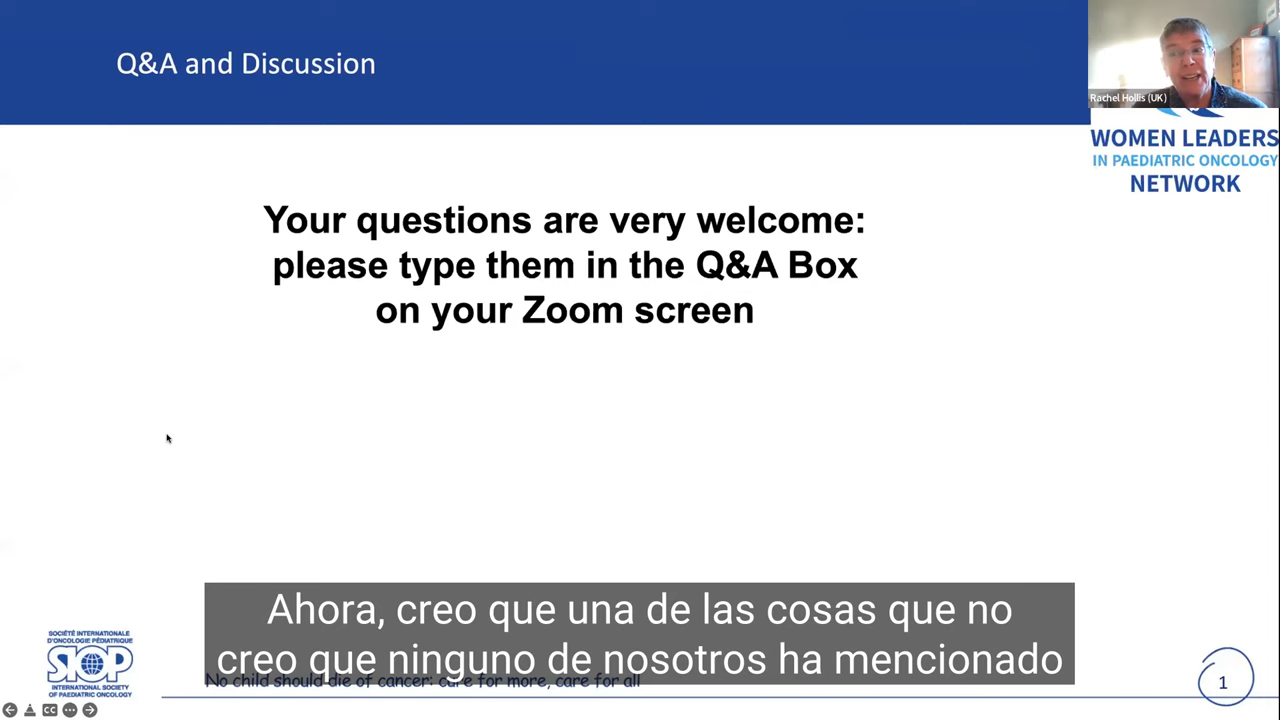 Q&A and Discussion
Rachel Hollis (UK)
WOMEN LEADERS
IN PAEDIATRIC ONCOLOGY
NETWORK
Your questions are very welcome:
please type them in the Q&A Box
on your Zoom screen
Ahora, creo que una de las cosas que no
creo que ninguno de nosotros ha mencionado
No child should die of cancer: cure for more, care for all
SOCIÉTÉ INTERNATIONALE
D'ONCOLOGIE PÉDIATRIQUE
SIOP
INTERNATIONAL SOCIETY
OF PAEDIATRIC ONCOLOGY
1
CC